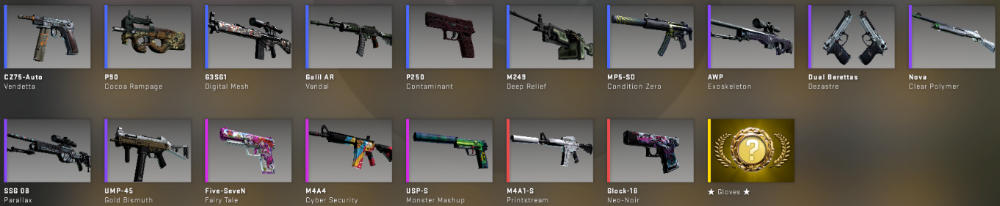 CZ75-Auto
Vendetta
P90
Cocoa Rampage
G3SG1
Digital Mesh
Galil AR
Vandal
P250
Contaminant
M249
Deep Relief
MP5-SD
Condition Zero
AWP
Exoskeleton
Dual Berettas
Dezastre
Nova
Clear Polymer
SSG 08
Parallax
UMP-45
Gold Bismuth
Five-SeveN
Fairy Tale
M4A4
Cyber Security
USP-S
Monster Mashup
M4A1-S
Printstream
Glock-18
Neo-Noir
?
★ Gloves ★